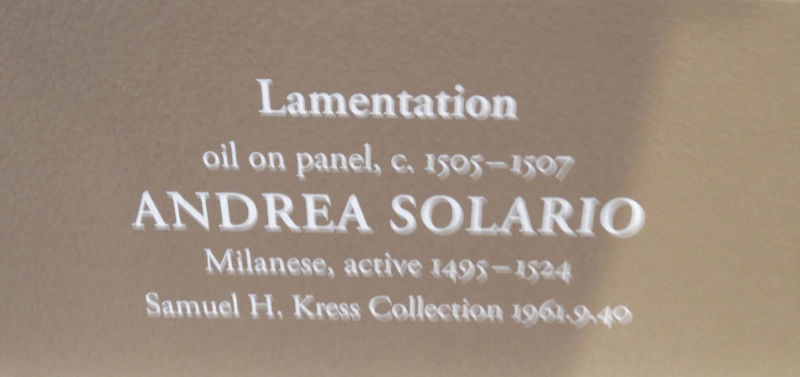 Lamentation
oil on panel, c. 1505–1507
ANDREA SOLARIO
Milanese, active 1495–1524
Samuel H. Kress Collection 1961.9.40